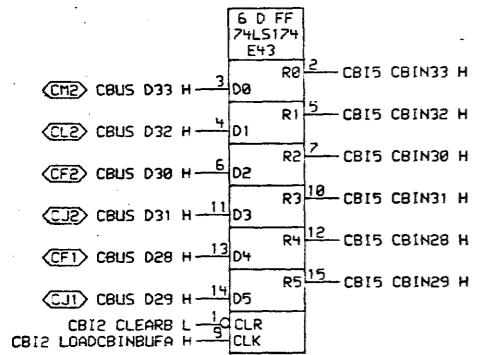 6 D FF
74LS174
E43
R0 2 CBI5 CBIN33 H
CM2 CBUS D33 H 3 D0
R1 5 CBI5 CBIN32 H
CL2 CBUS D32 H 4 D1
R2 7 CBI5 CBIN30 H
CF2 CBUS D30 H 6 D2
R3 10 CBI5 CBIN31 H
CJ2 CBUS D31 H 11 D3
R4 12 CBI5 CBIN28 H
CF1 CBUS D28 H 13 D4
R5 15 CBI5 CBIN29 H
CJ1 CBUS D29 H 14 D5
CBI2 CLEARB L 1 CLR
CBI2 LOADCBINBUFA H 9 CLK